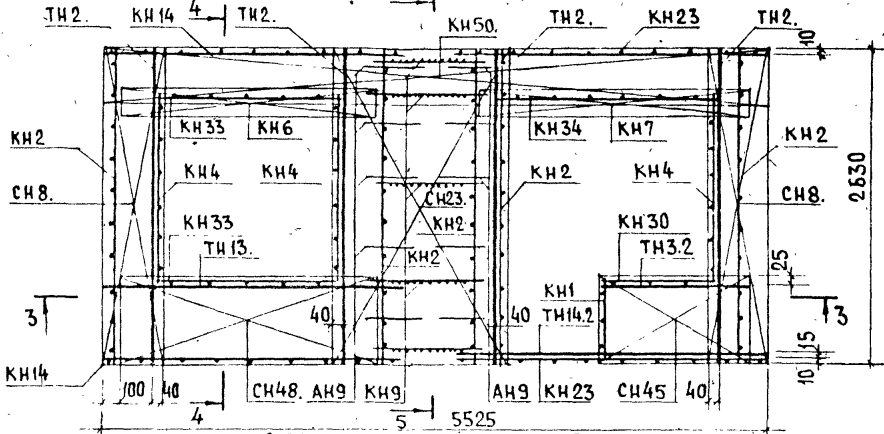 4
ТН2. КН14 ТН2. КН50. ТН2. КН23 ТН2. 10
КН33 КН6 КН34 КН7
КН2 КН2
КН4 КН4 КН2 КН4
СН8. СН23. СН8. 2630
КН33 КН2 КН30
ТН13. КН2 ТН3.2 25
КН1
3 40 40 ТН14.2 3
15
КН14 10
100 40 СН48. АН9 КН9 АН9 КН23 СН45 40
4 5 5525